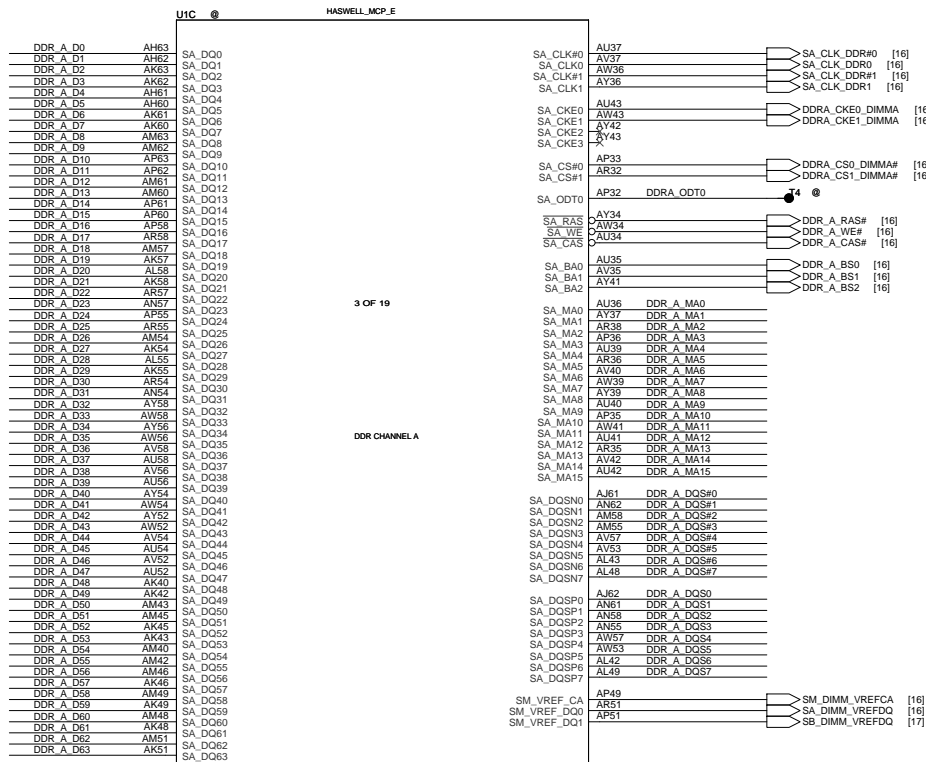 U1C @ HASWELL_MCP_E
DDR_A_D0 AH63 SA_DQ0
DDR_A_D1 AH62 SA_DQ1
DDR_A_D2 AK63 SA_DQ2
DDR_A_D3 AK62 SA_DQ3
DDR_A_D4 AH61 SA_DQ4
DDR_A_D5 AH60 SA_DQ5
DDR_A_D6 AK61 SA_DQ6
DDR_A_D7 AK60 SA_DQ7
DDR_A_D8 AM63 SA_DQ8
DDR_A_D9 AM62 SA_DQ9
DDR_A_D10 AP63 SA_DQ10
DDR_A_D11 AP62 SA_DQ11
DDR_A_D12 AM61 SA_DQ12
DDR_A_D13 AM60 SA_DQ13
DDR_A_D14 AP61 SA_DQ14
DDR_A_D15 AP60 SA_DQ15
DDR_A_D16 AP58 SA_DQ16
DDR_A_D17 AR58 SA_DQ17
DDR_A_D18 AM57 SA_DQ18
DDR_A_D19 AK57 SA_DQ19
DDR_A_D20 AL58 SA_DQ20
DDR_A_D21 AK58 SA_DQ21
DDR_A_D22 AR57 SA_DQ22
DDR_A_D23 AN57 SA_DQ23
DDR_A_D24 AP55 SA_DQ24
DDR_A_D25 AR55 SA_DQ25
DDR_A_D26 AM54 SA_DQ26
DDR_A_D27 AK54 SA_DQ27
DDR_A_D28 AL55 SA_DQ28
DDR_A_D29 AK55 SA_DQ29
DDR_A_D30 AR54 SA_DQ30
DDR_A_D31 AN54 SA_DQ31
DDR_A_D32 AY58 SA_DQ32
DDR_A_D33 AW58 SA_DQ33
DDR_A_D34 AY56 SA_DQ34
DDR_A_D35 AW56 SA_DQ35
DDR_A_D36 AV58 SA_DQ36
DDR_A_D37 AU58 SA_DQ37
DDR_A_D38 AV56 SA_DQ38
DDR_A_D39 AU56 SA_DQ39
DDR_A_D40 AY54 SA_DQ40
DDR_A_D41 AW54 SA_DQ41
DDR_A_D42 AY52 SA_DQ42
DDR_A_D43 AW52 SA_DQ43
DDR_A_D44 AV54 SA_DQ44
DDR_A_D45 AU54 SA_DQ45
DDR_A_D46 AV52 SA_DQ46
DDR_A_D47 AU52 SA_DQ47
DDR_A_D48 AK40 SA_DQ48
DDR_A_D49 AK42 SA_DQ49
DDR_A_D50 AM43 SA_DQ50
DDR_A_D51 AM45 SA_DQ51
DDR_A_D52 AK45 SA_DQ52
DDR_A_D53 AK43 SA_DQ53
DDR_A_D54 AM40 SA_DQ54
DDR_A_D55 AM42 SA_DQ55
DDR_A_D56 AM46 SA_DQ56
DDR_A_D57 AK46 SA_DQ57
DDR_A_D58 AM49 SA_DQ58
DDR_A_D59 AK49 SA_DQ59
DDR_A_D60 AM48 SA_DQ60
DDR_A_D61 AK48 SA_DQ61
DDR_A_D62 AM51 SA_DQ62
DDR_A_D63 AK51 SA_DQ63
3 OF 19
DDR CHANNEL A
SA_CLK#0 AU37 SA_CLK_DDR#0 [16]
SA_CLK0 AV37 SA_CLK_DDR0 [16]
SA_CLK#1 AW36 SA_CLK_DDR#1 [16]
SA_CLK1 AY36 SA_CLK_DDR1 [16]
SA_CKE0 AU43 DDRA_CKE0_DIMMA [16
SA_CKE1 AW43 DDRA_CKE1_DIMMA [16
SA_CKE2 AY42
SA_CKE3 AY43
SA_CS#0 AP33 DDRA_CS0_DIMMA# [16
SA_CS#1 AR32 DDRA_CS1_DIMMA# [16
SA_ODT0 AP32 DDRA_ODT0 T4 @
SA_RAS AY34 DDR_A_RAS# [16]
SA_WE AW34 DDR_A_WE# [16]
SA_CAS AU34 DDR_A_CAS# [16]
SA_BA0 AU35 DDR_A_BS0 [16]
SA_BA1 AV35 DDR_A_BS1 [16]
SA_BA2 AY41 DDR_A_BS2 [16]
SA_MA0 AU36 DDR_A_MA0
SA_MA1 AY37 DDR_A_MA1
SA_MA2 AR38 DDR_A_MA2
SA_MA3 AP36 DDR_A_MA3
SA_MA4 AU39 DDR_A_MA4
SA_MA5 AR36 DDR_A_MA5
SA_MA6 AV40 DDR_A_MA6
SA_MA7 AW39 DDR_A_MA7
SA_MA8 AY39 DDR_A_MA8
SA_MA9 AU40 DDR_A_MA9
SA_MA10 AP35 DDR_A_MA10
SA_MA11 AW41 DDR_A_MA11
SA_MA12 AU41 DDR_A_MA12
SA_MA13 AR35 DDR_A_MA13
SA_MA14 AV42 DDR_A_MA14
SA_MA15 AU42 DDR_A_MA15
SA_DQSN0 AJ61 DDR_A_DQS#0
SA_DQSN1 AN62 DDR_A_DQS#1
SA_DQSN2 AM58 DDR_A_DQS#2
SA_DQSN3 AM55 DDR_A_DQS#3
SA_DQSN4 AV57 DDR_A_DQS#4
SA_DQSN5 AV53 DDR_A_DQS#5
SA_DQSN6 AL43 DDR_A_DQS#6
SA_DQSN7 AL48 DDR_A_DQS#7
SA_DQSP0 AJ62 DDR_A_DQS0
SA_DQSP1 AN61 DDR_A_DQS1
SA_DQSP2 AN58 DDR_A_DQS2
SA_DQSP3 AN55 DDR_A_DQS3
SA_DQSP4 AW57 DDR_A_DQS4
SA_DQSP5 AW53 DDR_A_DQS5
SA_DQSP6 AL42 DDR_A_DQS6
SA_DQSP7 AL49 DDR_A_DQS7
SM_VREF_CA AP49 SM_DIMM_VREFCA [16]
SM_VREF_DQ0 AR51 SA_DIMM_VREFDQ [16]
SM_VREF_DQ1 AP51 SB_DIMM_VREFDQ [17]